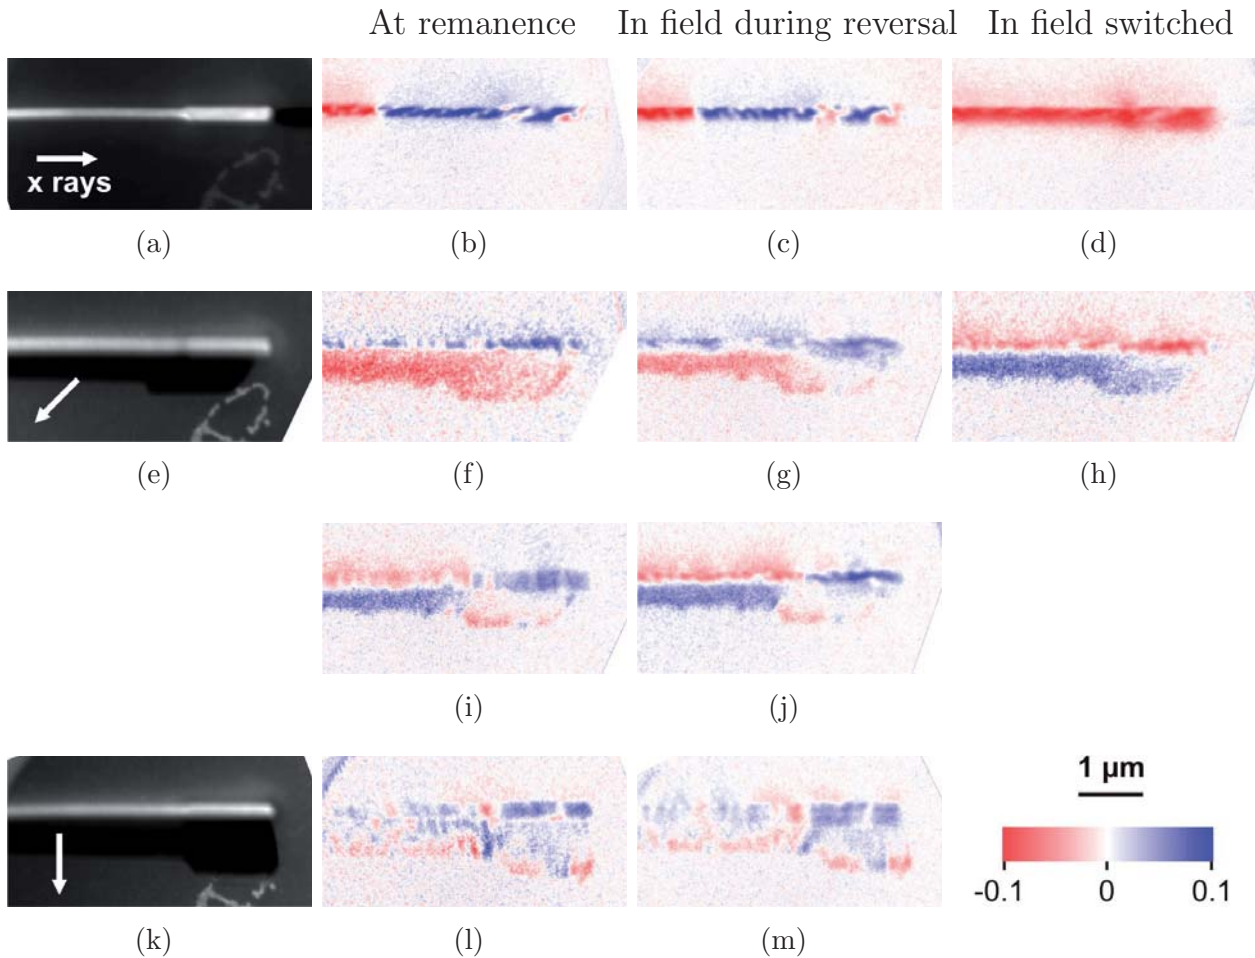 At remanence In field during reversal In field switched
x rays
(a) (b) (c) (d)
(e) (f) (g) (h)
(i) (j)
1 µm
-0.1 0 0.1
(k) (l) (m)